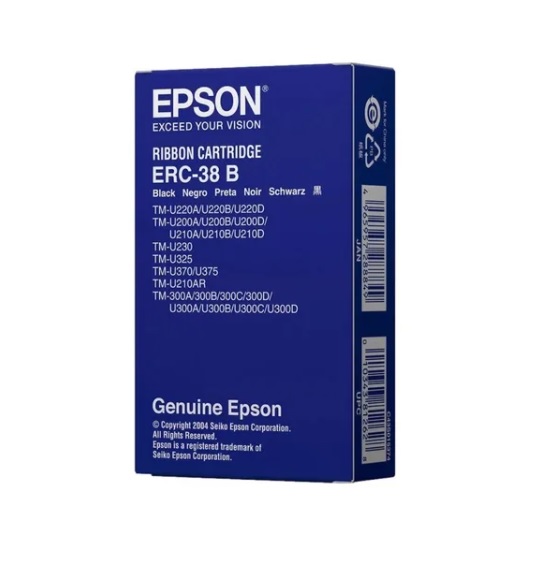 EPSON®
EXCEED YOUR VISION
RIBBON CARTRIDGE
ERC-38 B
Black Negro Preta Noir Schwarz 黒
TM-U220A/U220B/U220D
TM-U200A/U200B/U200D/
U210A/U210B/U210D
TM-U230
TM-U325
TM-U370/U375
TM-U210AR
TM-300A/300B/300C/300D/
U300A/U300B/U300C/U300D
Genuine Epson
© Copyright 2004 Seiko Epson Corporation.
All Rights Reserved.
Epson is a registered trademark of
Seiko Epson Corporation.
JAN
UPC